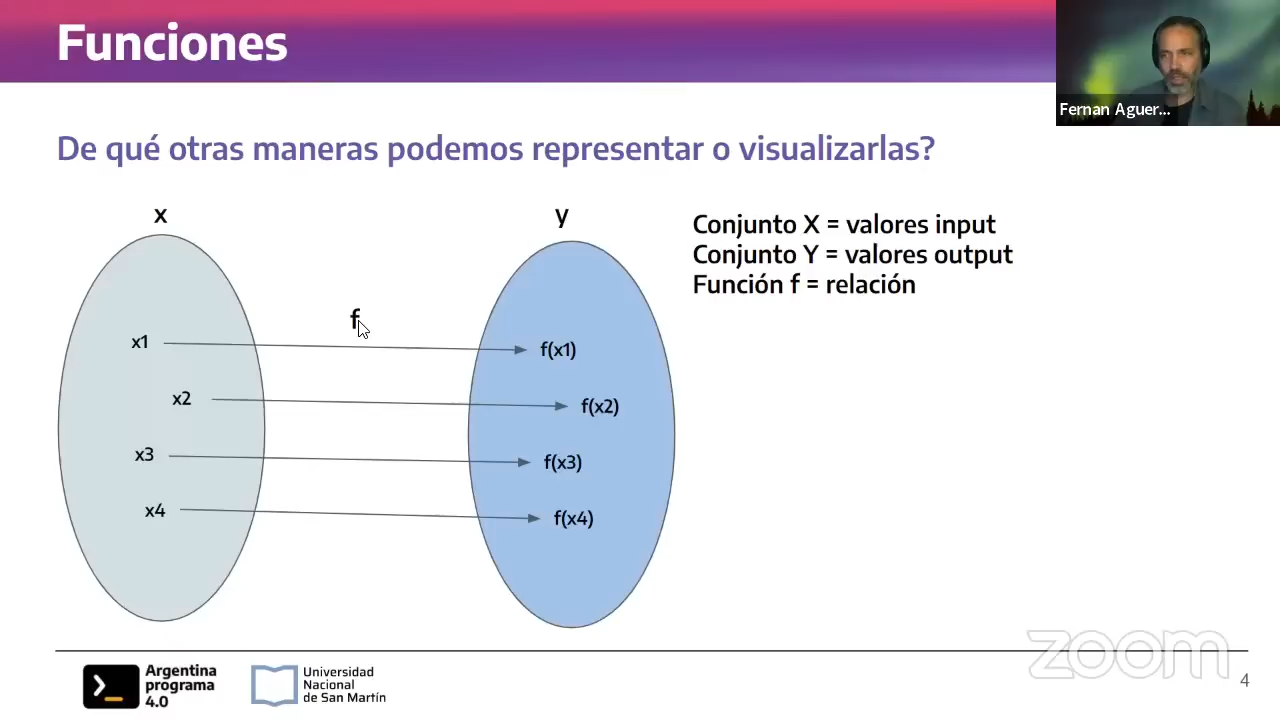 Funciones
Fernan Aguer...
De qué otras maneras podemos representar o visualizarlas?
x
y
Conjunto X = valores input
Conjunto Y = valores output
Función f = relación
f
x1
f(x1)
x2
f(x2)
x3
f(x3)
x4
f(x4)
zoom
Argentina
programa
4.0
Universidad
Nacional
de San Martín
4